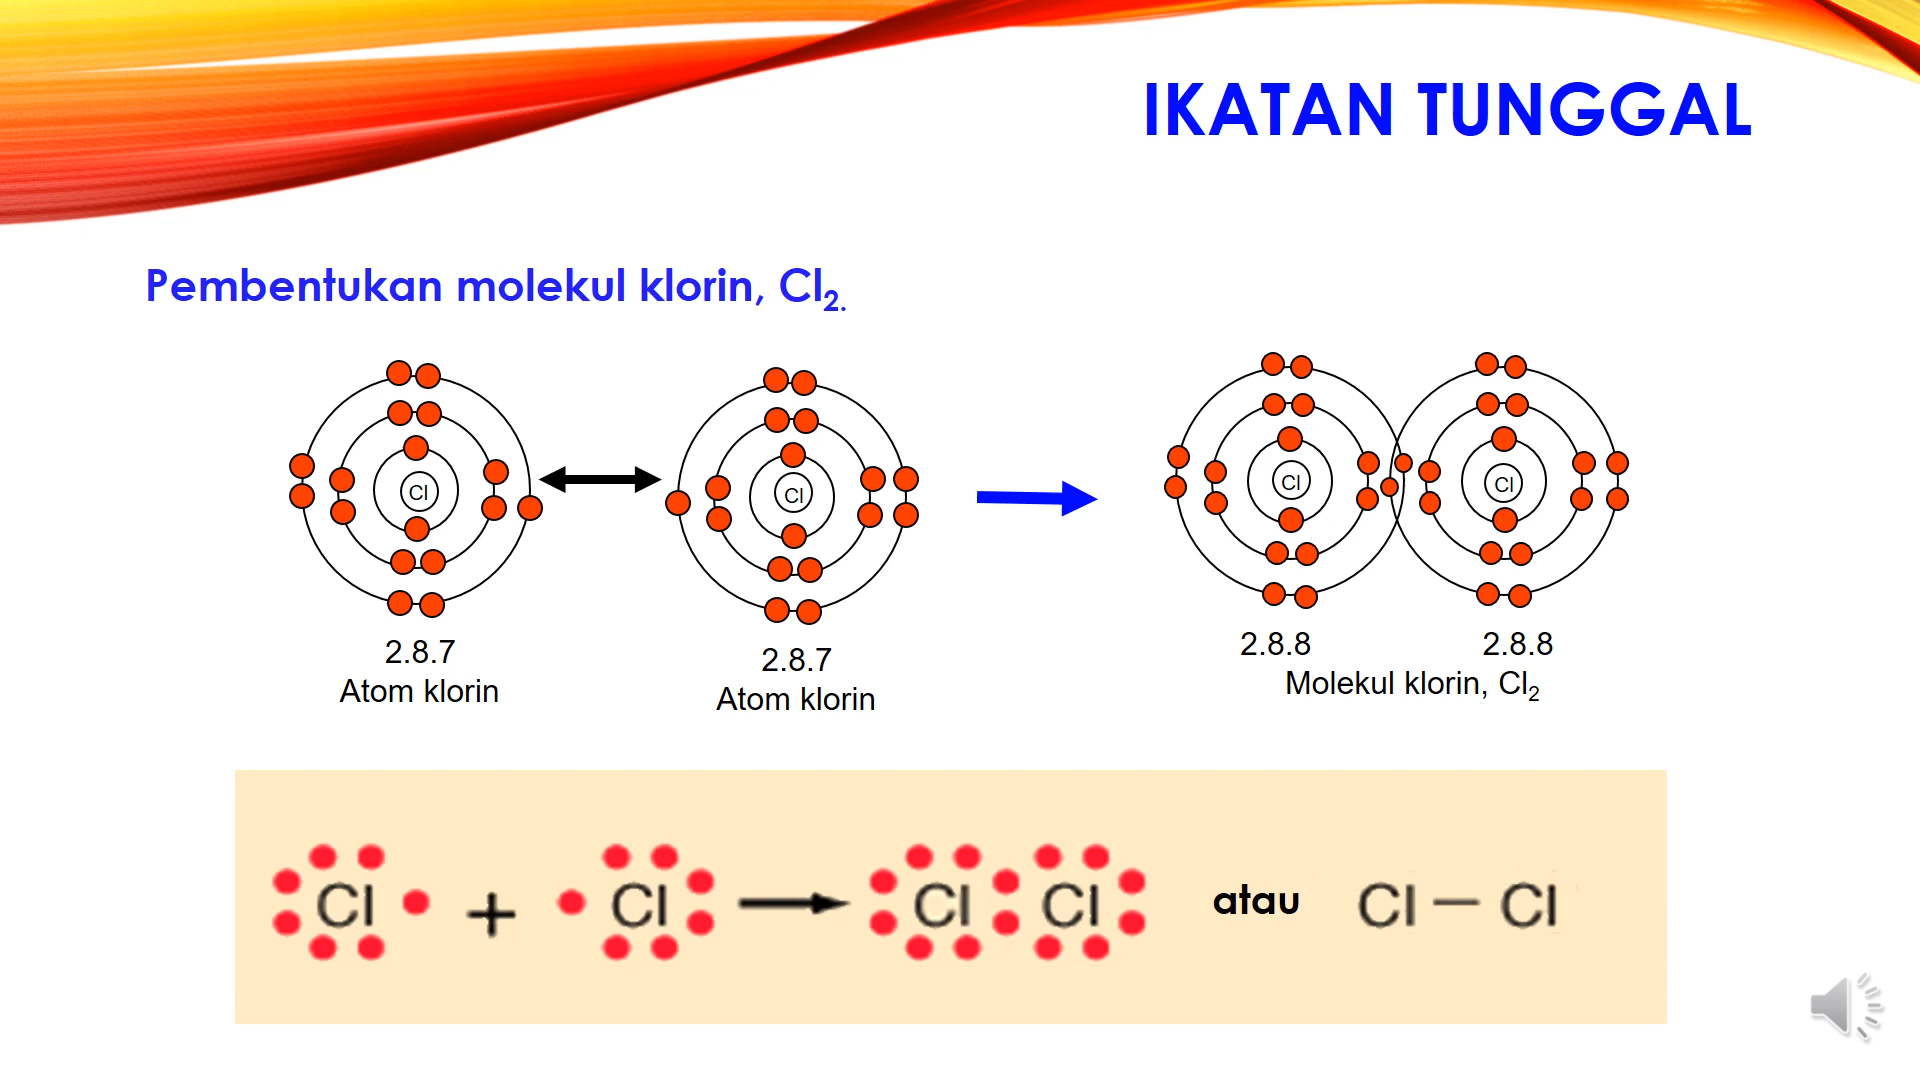 IKATAN TUNGGAL
Pembentukan molekul klorin, Cl₂.
Cl
Cl
Cl
Cl
2.8.7
Atom klorin
2.8.7
Atom klorin
2.8.8 2.8.8
Molekul klorin, Cl₂
Cl + Cl Cl Cl atau Cl — Cl